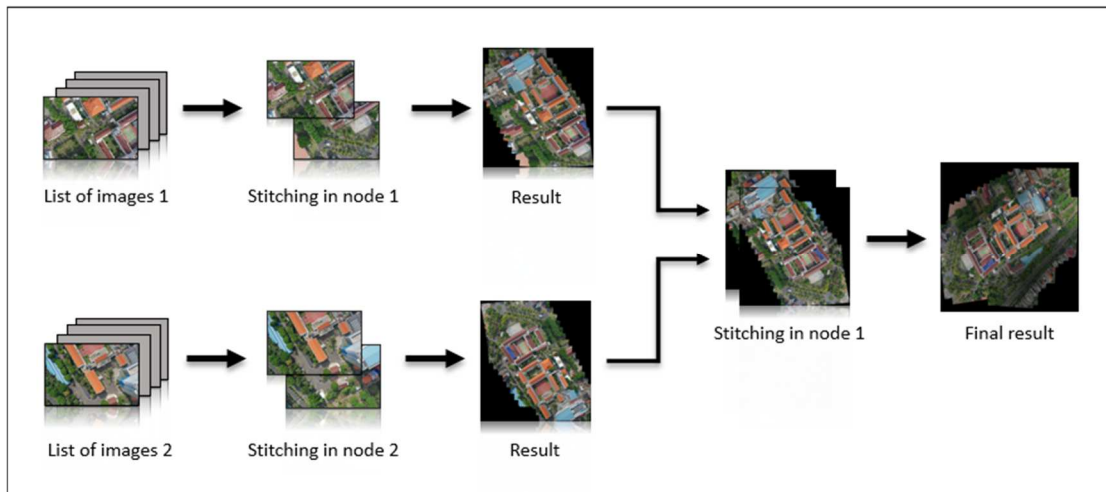 List of images 1
Stitching in node 1
Result
Stitching in node 1
Final result
List of images 2
Stitching in node 2
Result